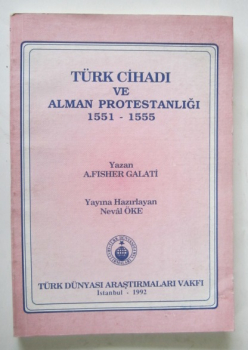 TÜRK CİHADI
VE
ALMAN PROTESTANLIĞI
1551 - 1555
Yazan
A.FISHER GALATİ
Yayına Hazırlayan
Nevâl ÖKE
TÜRK DÜNYASI ARAŞTIRMALARI VAKFI
İstanbul - 1992